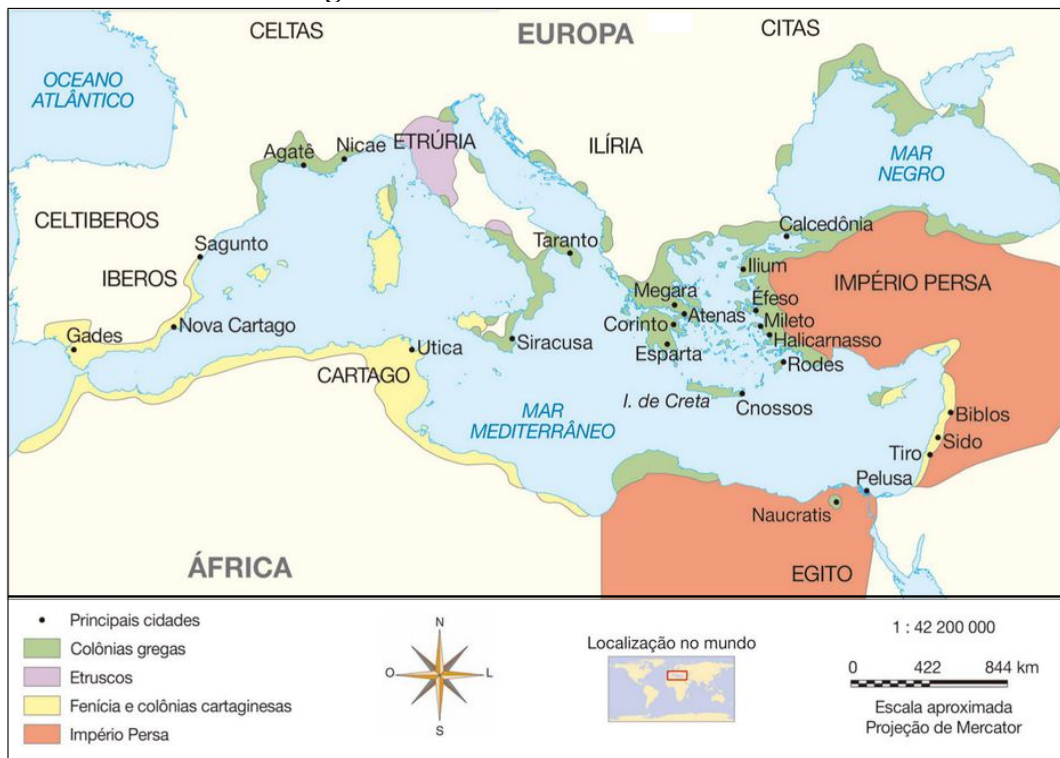 CELTAS
EUROPA
CITAS
OCEANO
ATLÂNTICO
ETRÚRIA
ILÍRIA
Agatê
Nicae
MAR
NEGRO
CELTIBEROS
Sagunto
Taranto
Calcedônia
IBEROS
Ilium
IMPÉRIO PERSA
Megara
Éfeso
Nova Cartago
Corinto
Atenas
Mileto
Gades
Utica
Siracusa
Halicarnasso
Esparta
CARTAGO
Rodes
I. de Creta
Cnossos
MAR
MEDITERRÂNEO
Biblos
Sido
Tiro
Pelusa
Naucratis
ÁFRICA
EGITO
Principais cidades
Colônias gregas
Etruscos
Fenícia e colônias cartaginesas
Império Persa
N
O
L
S
Localização no mundo
1 : 42 200 000
0 422 844 km
Escala aproximada
Projeção de Mercator